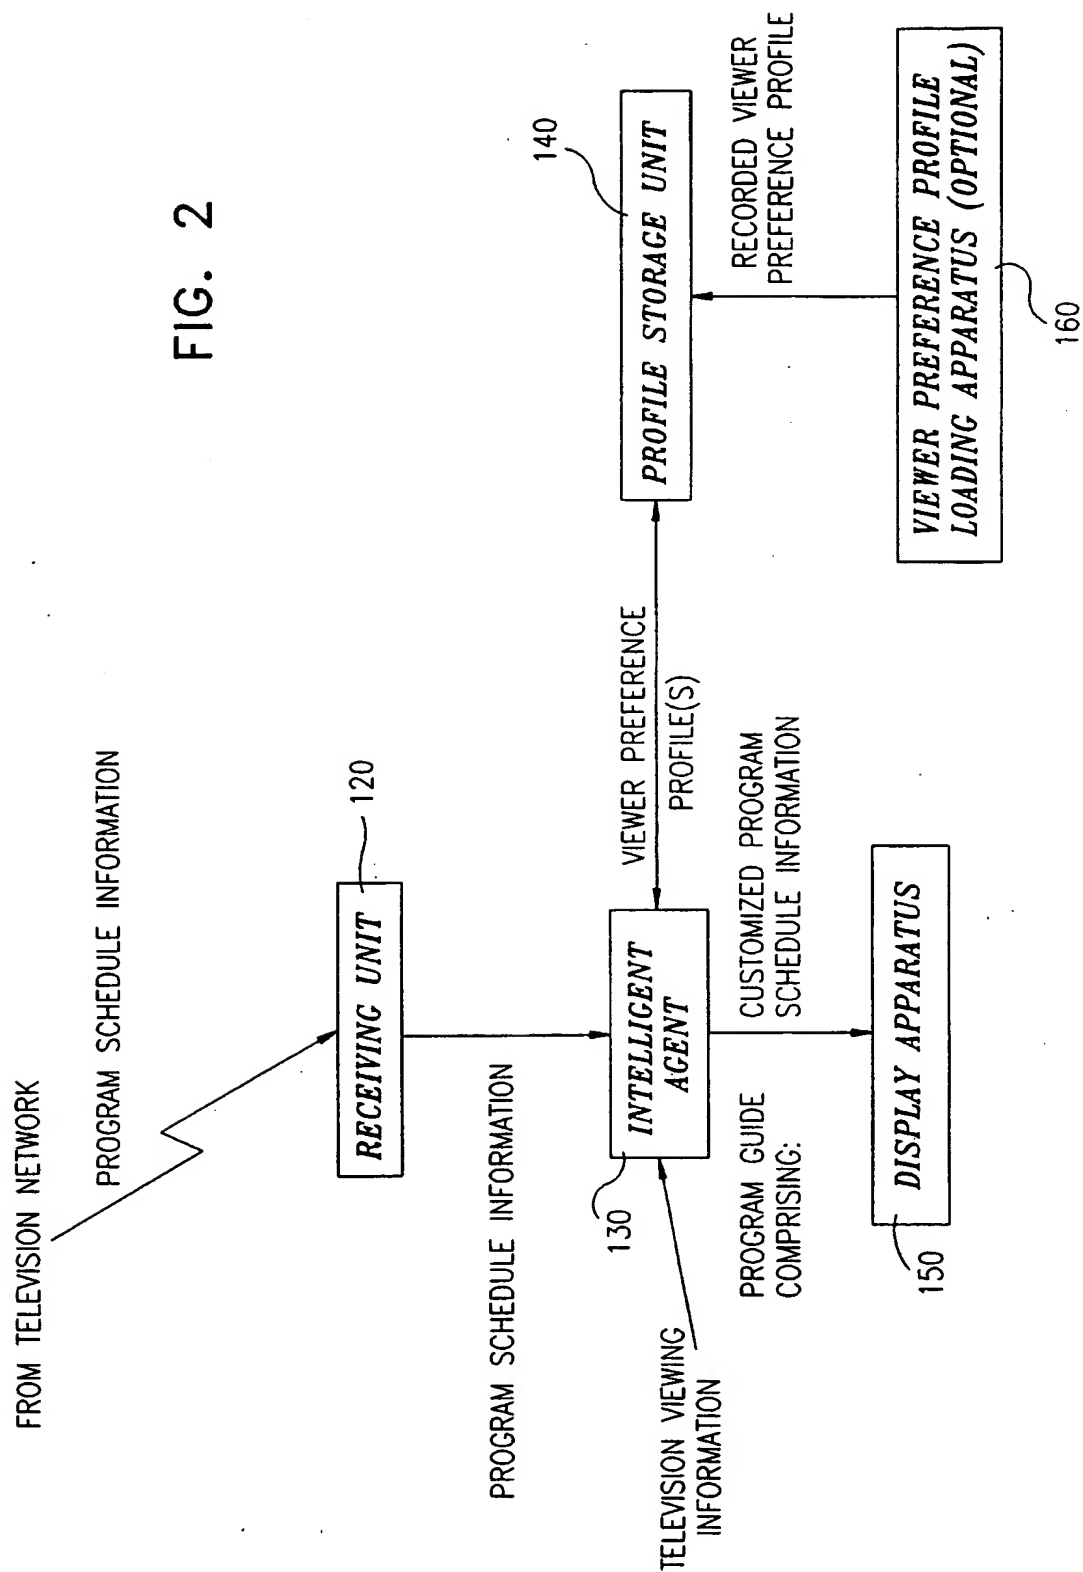 FIG. 2
FROM TELEVISION NETWORK
PROGRAM SCHEDULE INFORMATION
120
RECEIVING UNIT
PROGRAM SCHEDULE INFORMATION
130
INTELLIGENT
AGENT
TELEVISION VIEWING
INFORMATION
VIEWER PREFERENCE
PROFILE(S)
140
PROFILE STORAGE UNIT
RECORDED VIEWER
PREFERENCE PROFILE
PROGRAM GUIDE
COMPRISING:
CUSTOMIZED PROGRAM
SCHEDULE INFORMATION
150
DISPLAY APPARATUS
VIEWER PREFERENCE PROFILE
LOADING APPARATUS (OPTIONAL)
160